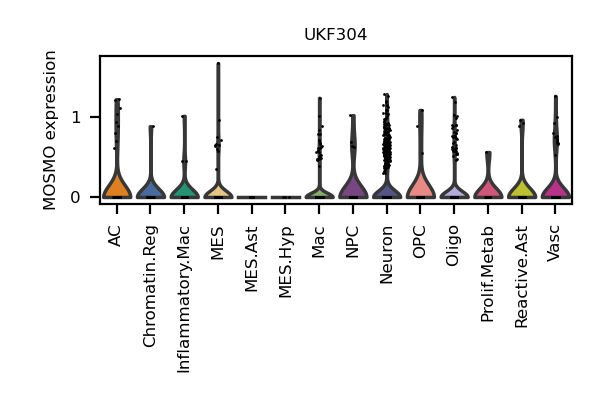 UKF304
MOSMO expression
1
0
AC
Chromatin.Reg
Inflammatory.Mac
MES
MES.Ast
MES.Hyp
Mac
NPC
Neuron
OPC
Oligo
Prolif.Metab
Reactive.Ast
Vasc